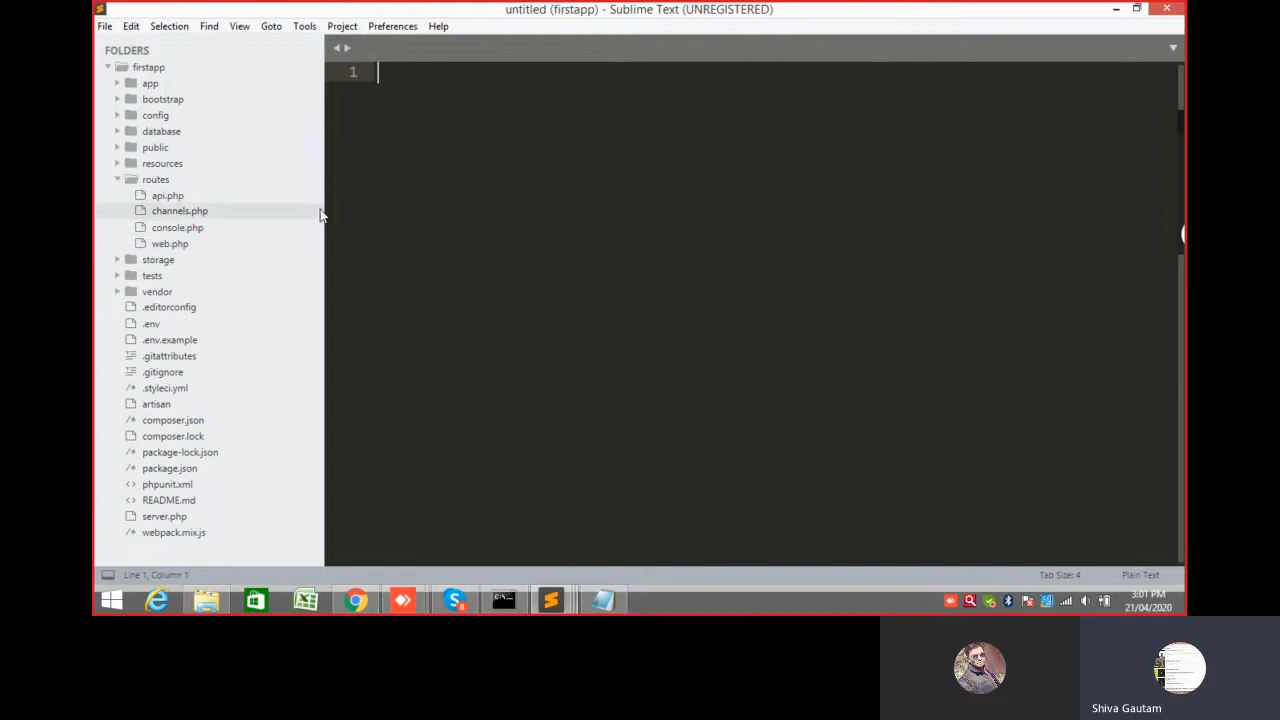 untitled (firstapp) - Sublime Text (UNREGISTERED)
File Edit Selection Find View Goto Tools Project Preferences Help
FOLDERS
firstapp
app
bootstrap
config
database
public
resources
routes
api.php
channels.php
console.php
web.php
storage
tests
vendor
.editorconfig
.env
.env.example
.gitattributes
.gitignore
.styleci.yml
artisan
composer.json
composer.lock
package-lock.json
package.json
phpunit.xml
README.md
server.php
webpack.mix.js
1
Line 1, Column 1
Tab Size: 4
Plain Text
3:01 PM
21/04/2020
Shiva Gautam